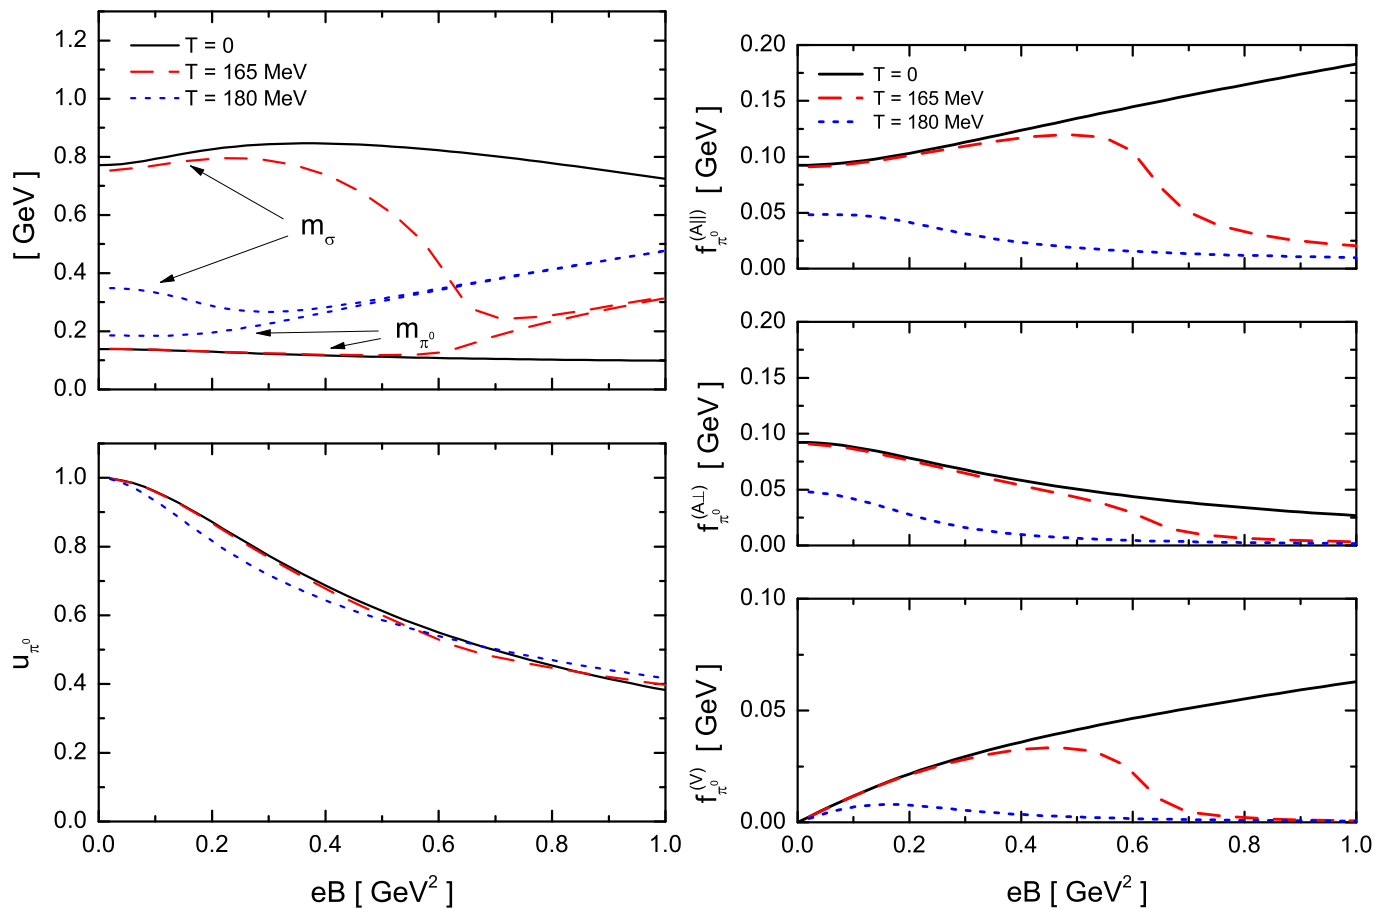 [ GeV ]
1.2
1.0
0.8
0.6
0.4
0.2
0.0
T = 0
T = 165 MeV
T = 180 MeV
mσ
mπ0
uπ0
1.0
0.8
0.6
0.4
0.2
0.0
0.0 0.2 0.4 0.6 0.8 1.0
eB [ GeV2 ]
fπ0(A||) [ GeV ]
0.20
0.15
0.10
0.05
0.00
T = 0
T = 165 MeV
T = 180 MeV
fπ0(A⊥) [ GeV ]
0.20
0.15
0.10
0.05
0.00
fπ0(V) [ GeV ]
0.10
0.05
0.00
0.0 0.2 0.4 0.6 0.8 1.0
eB [ GeV2 ]